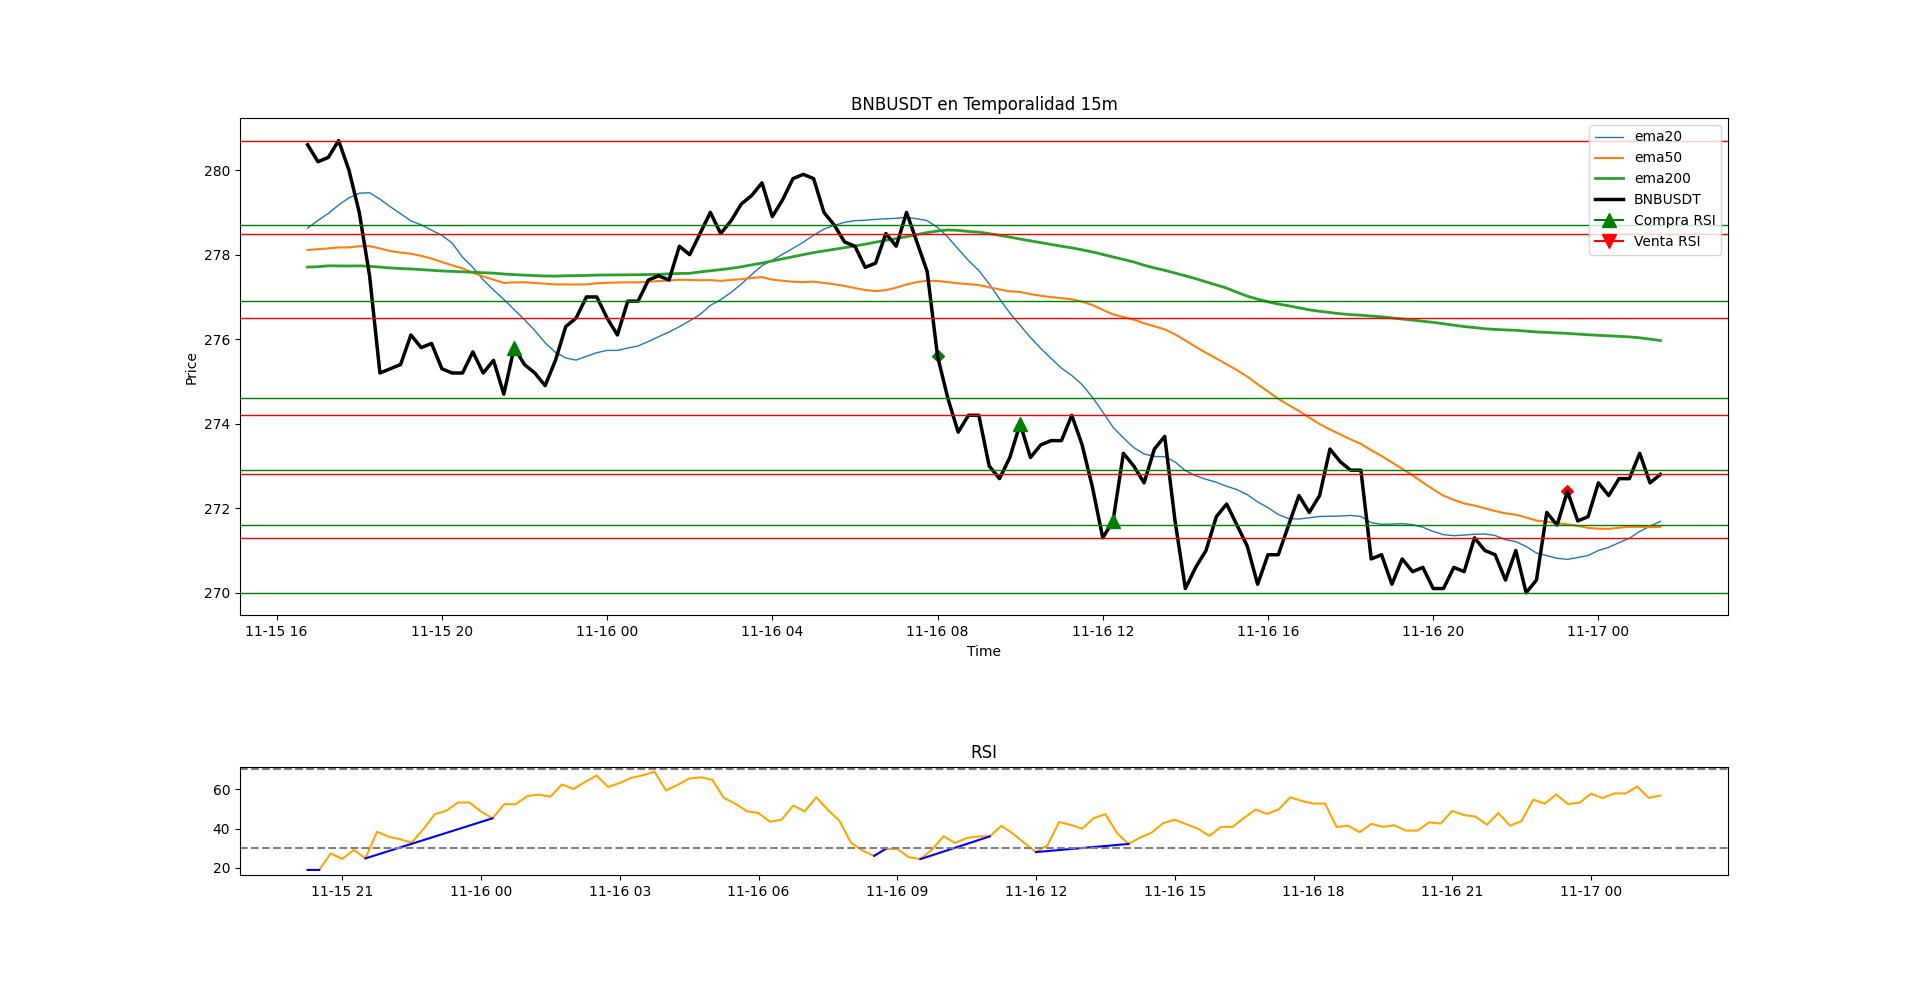 BNBUSDT en Temporalidad 15m
ema20
ema50
ema200
BNBUSDT
Compra RSI
Venta RSI
280
278
276
274
272
270
Price
11-15 16 11-15 20 11-16 00 11-16 04 11-16 08 11-16 12 11-16 16 11-16 20 11-17 00
Time
RSI
60
40
20
11-15 21 11-16 00 11-16 03 11-16 06 11-16 09 11-16 12 11-16 15 11-16 18 11-16 21 11-17 00